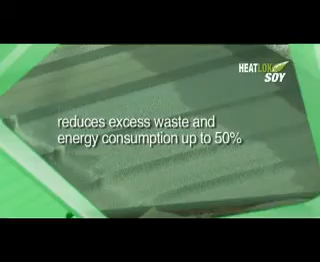 HEATLOK
SOY
reduces excess waste and
energy consumption up to 50%